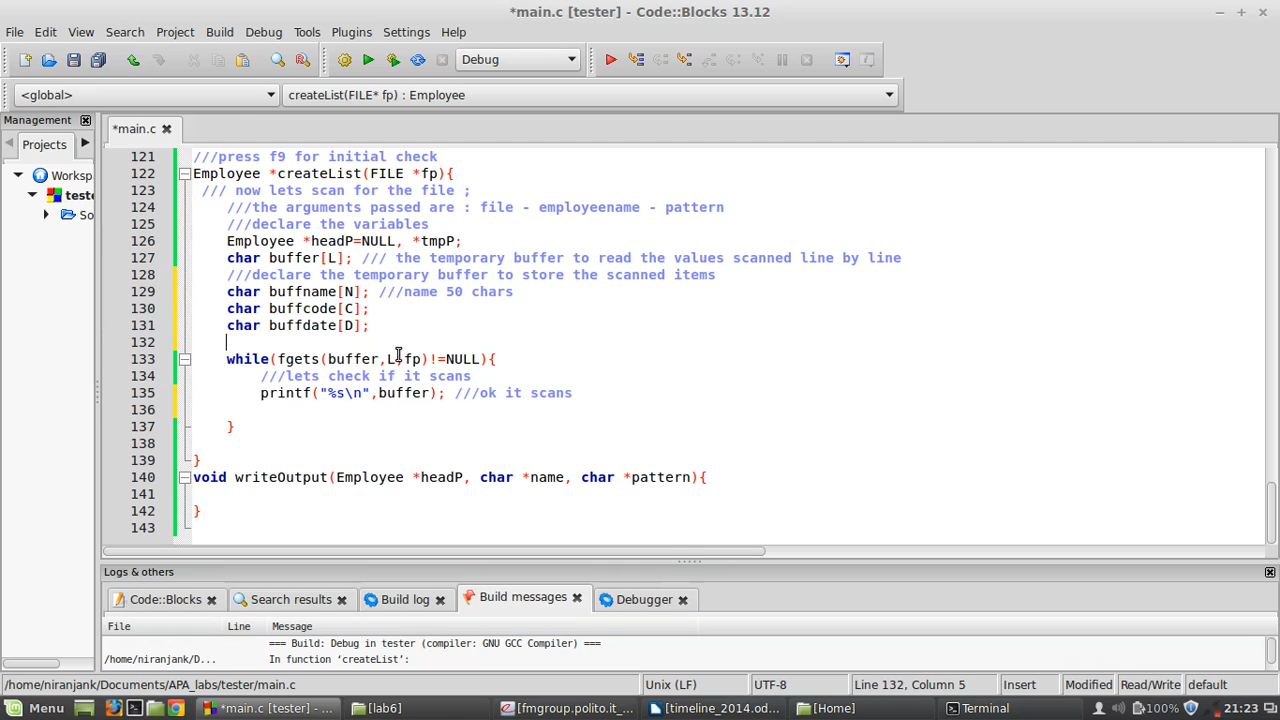 *main.c [tester] - Code::Blocks 13.12
File Edit View Search Project Build Debug Tools Plugins Settings Help
Debug
<global> createList(FILE* fp) : Employee
Management
*main.c
Projects
Worksp
teste
So
121 ///press f9 for initial check
122 Employee *createList(FILE *fp){
123 /// now lets scan for the file ;
124 ///the arguments passed are : file - employeename - pattern
125 ///declare the variables
126 Employee *headP=NULL, *tmpP;
127 char buffer[L]; /// the temporary buffer to read the values scanned line by line
128 ///declare the temporary buffer to store the scanned items
129 char buffname[N]; ///name 50 chars
130 char buffcode[C];
131 char buffdate[D];
132
133 while(fgets(buffer,L,fp)!=NULL){
134 ///lets check if it scans
135 printf("%s\n",buffer); ///ok it scans
136
137 }
138
139 }
140 void writeOutput(Employee *headP, char *name, char *pattern){
141
142 }
143
Logs & others
Code::Blocks Search results Build log Build messages Debugger
File Line Message
=== Build: Debug in tester (compiler: GNU GCC Compiler) ===
/home/niranjank/D... In function ‘createList’:
/home/niranjank/Documents/APA_labs/tester/main.c Unix (LF) UTF-8 Line 132, Column 5 Insert Modified Read/Write default
Menu *main.c [tester] - ... [lab6] [fmgroup.polito.it_... [timeline_2014.od... [Home] Terminal 100% 21:23